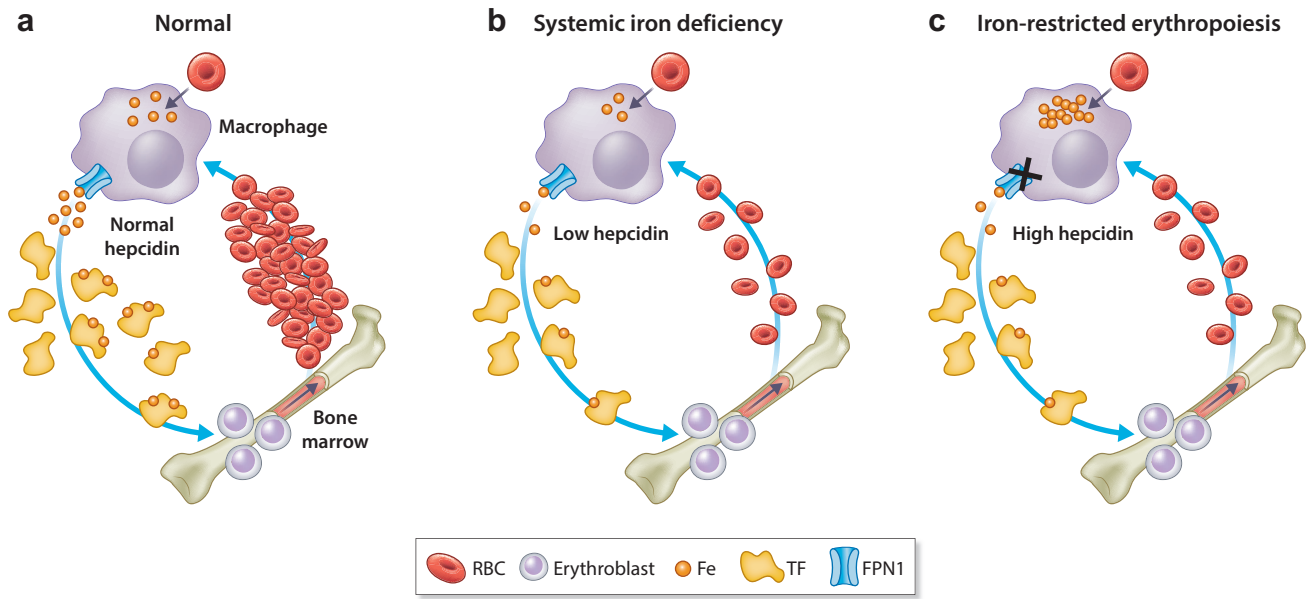 a
Normal
Macrophage
Normal
hepcidin
Bone
marrow
b
Systemic iron deficiency
Low hepcidin
c
Iron-restricted erythropoiesis
High hepcidin
RBC
Erythroblast
Fe
TF
FPN1